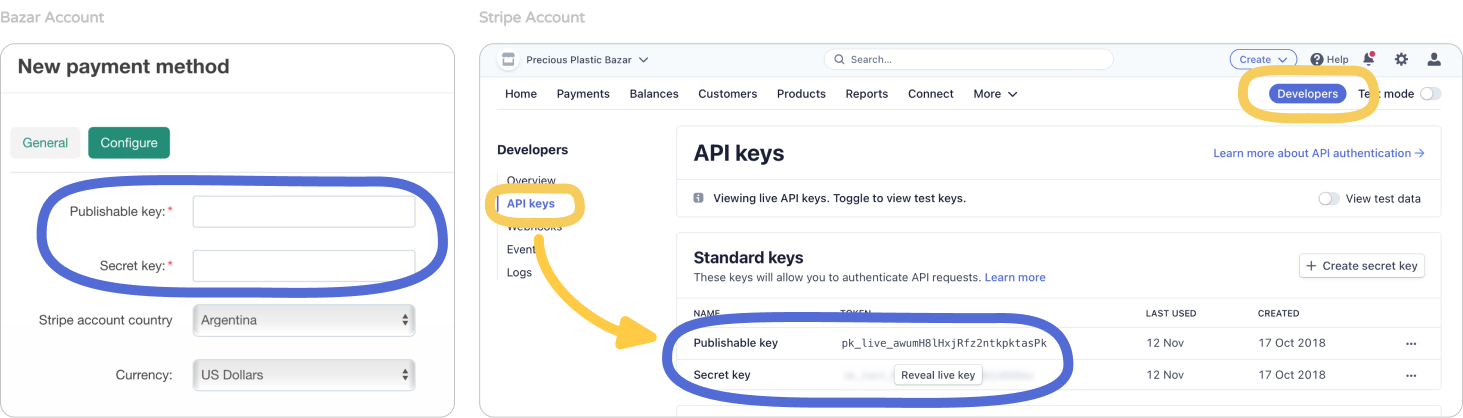 Bazar Account
New payment method
General
Configure
Publishable key:*
Secret key:*
Stripe account country
Argentina
Currency:
US Dollars
Stripe Account
Precious Plastic Bazar
Search...
Create
Help
Home Payments Balances Customers Products Reports Connect More
Developers
mode
Developers
Overview
API keys
Webhooks
Logs
API keys
Learn more about API authentication →
Viewing live API keys. Toggle to view test keys.
View test data
Standard keys
These keys will allow you to authenticate API requests. Learn more
+ Create secret key
NAME TOKEN LAST USED CREATED
Publishable key pk_live_awumH8lHxjRfz2ntkpktasPk 12 Nov 17 Oct 2018 ...
Secret key Reveal live key 12 Nov 17 Oct 2018 ...